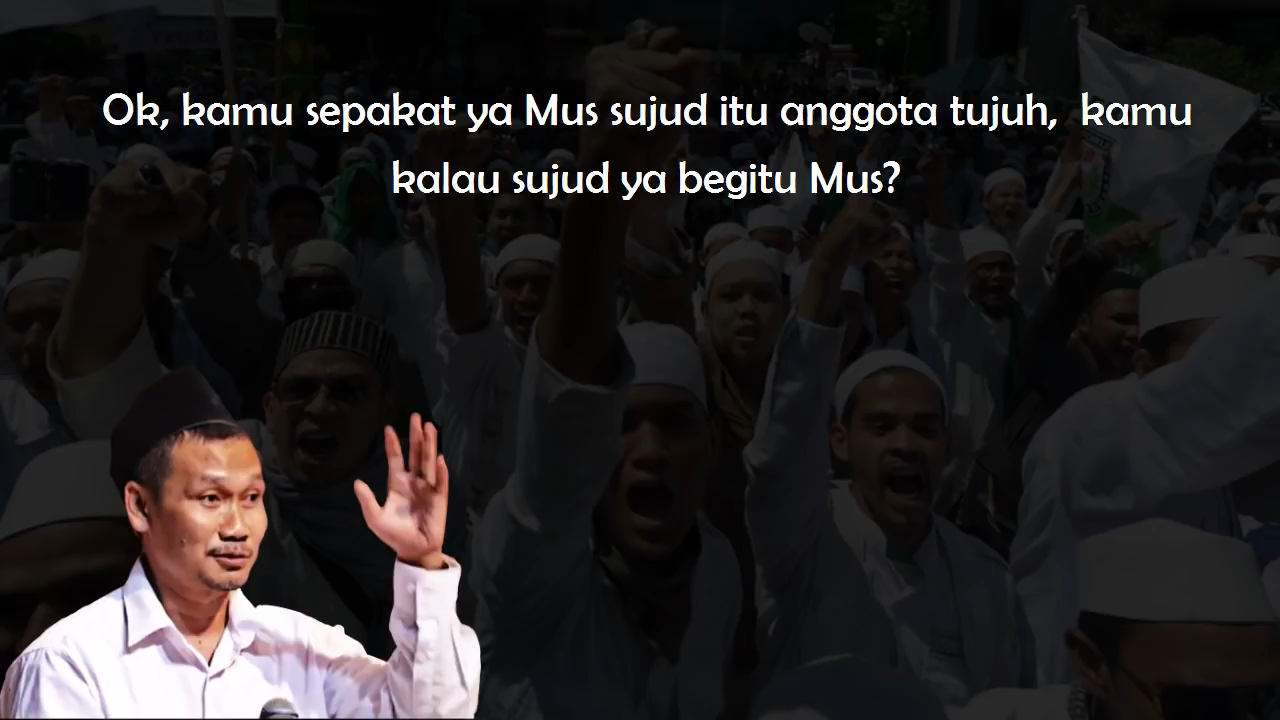 Ok, kamu sepakat ya Mus sujud itu anggota tujuh, kamu
kalau sujud ya begitu Mus?